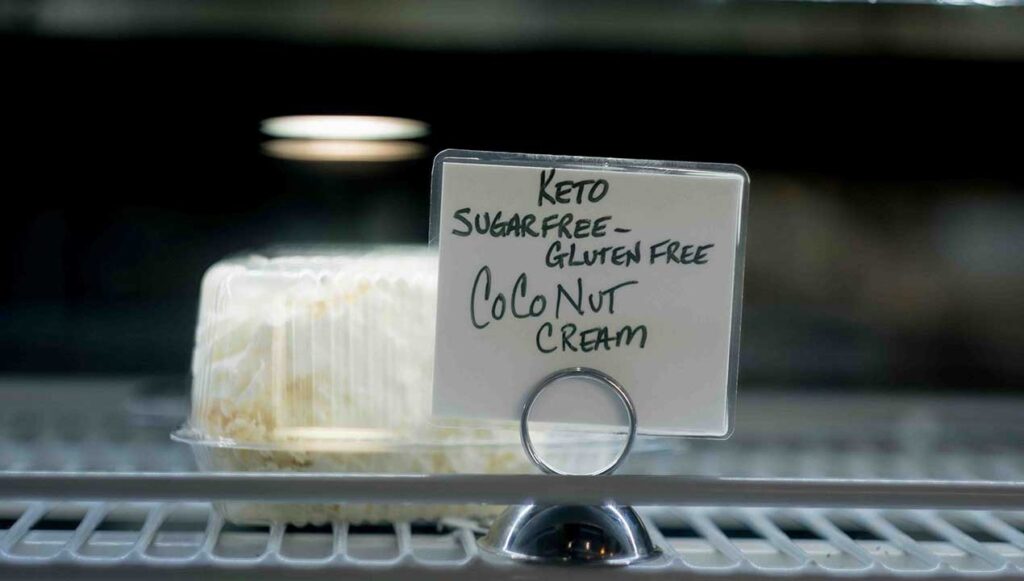 KETO
SUGARFREE-
GLUTEN FREE
COCONUT
CREAM